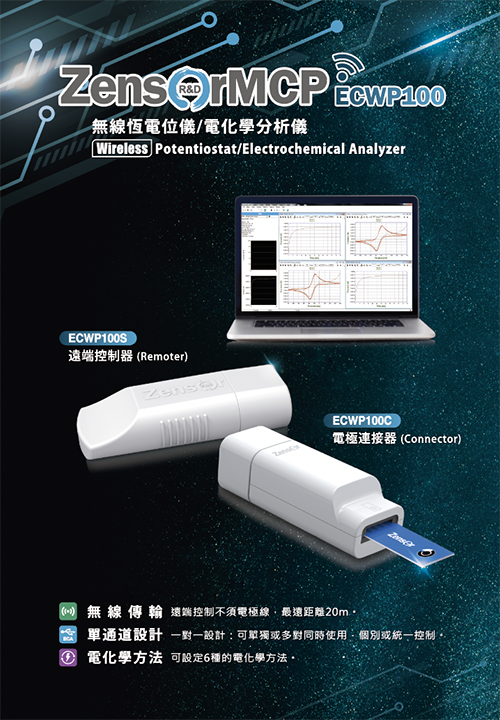 ZensorMCP ECWP100
R&D
無線恆電位儀/電化學分析儀
Wireless Potentiostat/Electrochemical Analyzer
ECWP100S
遠端控制器 (Remoter)
Zensor
ECWP100C
電極連接器 (Connector)
Zensor
Zensor
無線傳輸 遠端控制不須電極線，最遠距離20m。
單通道設計 一對一設計：可單獨或多對同時使用，個別或統一控制。
電化學方法 可設定6種的電化學方法。